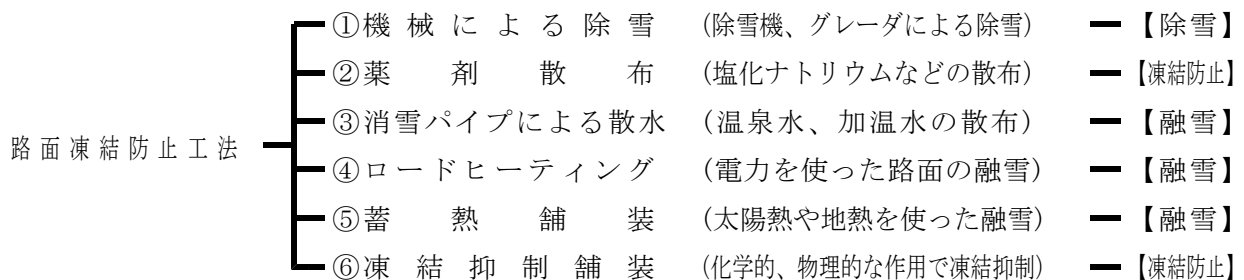 路面凍結防止工法
①機械による除雪 (除雪機、グレーダによる除雪) 【除雪】
②薬剤散布 (塩化ナトリウムなどの散布) 【凍結防止】
③消雪パイプによる散水 (温泉水、加温水の散布) 【融雪】
④ロードヒーティング (電力を使った路面の融雪) 【融雪】
⑤蓄熱舗装 (太陽熱や地熱を使った融雪) 【融雪】
⑥凍結抑制舗装 (化学的、物理的な作用で凍結抑制) 【凍結防止】